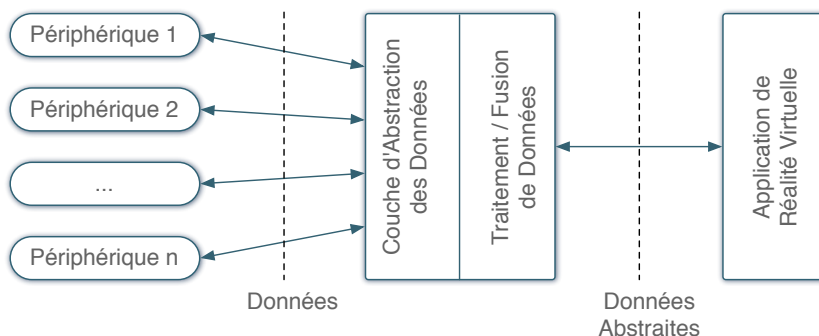 Périphérique 1
Périphérique 2
...
Périphérique n
Données
Couche d'Abstraction
des Données
Traitement / Fusion
de Données
Données
Abstraites
Application de
Réalité Virtuelle